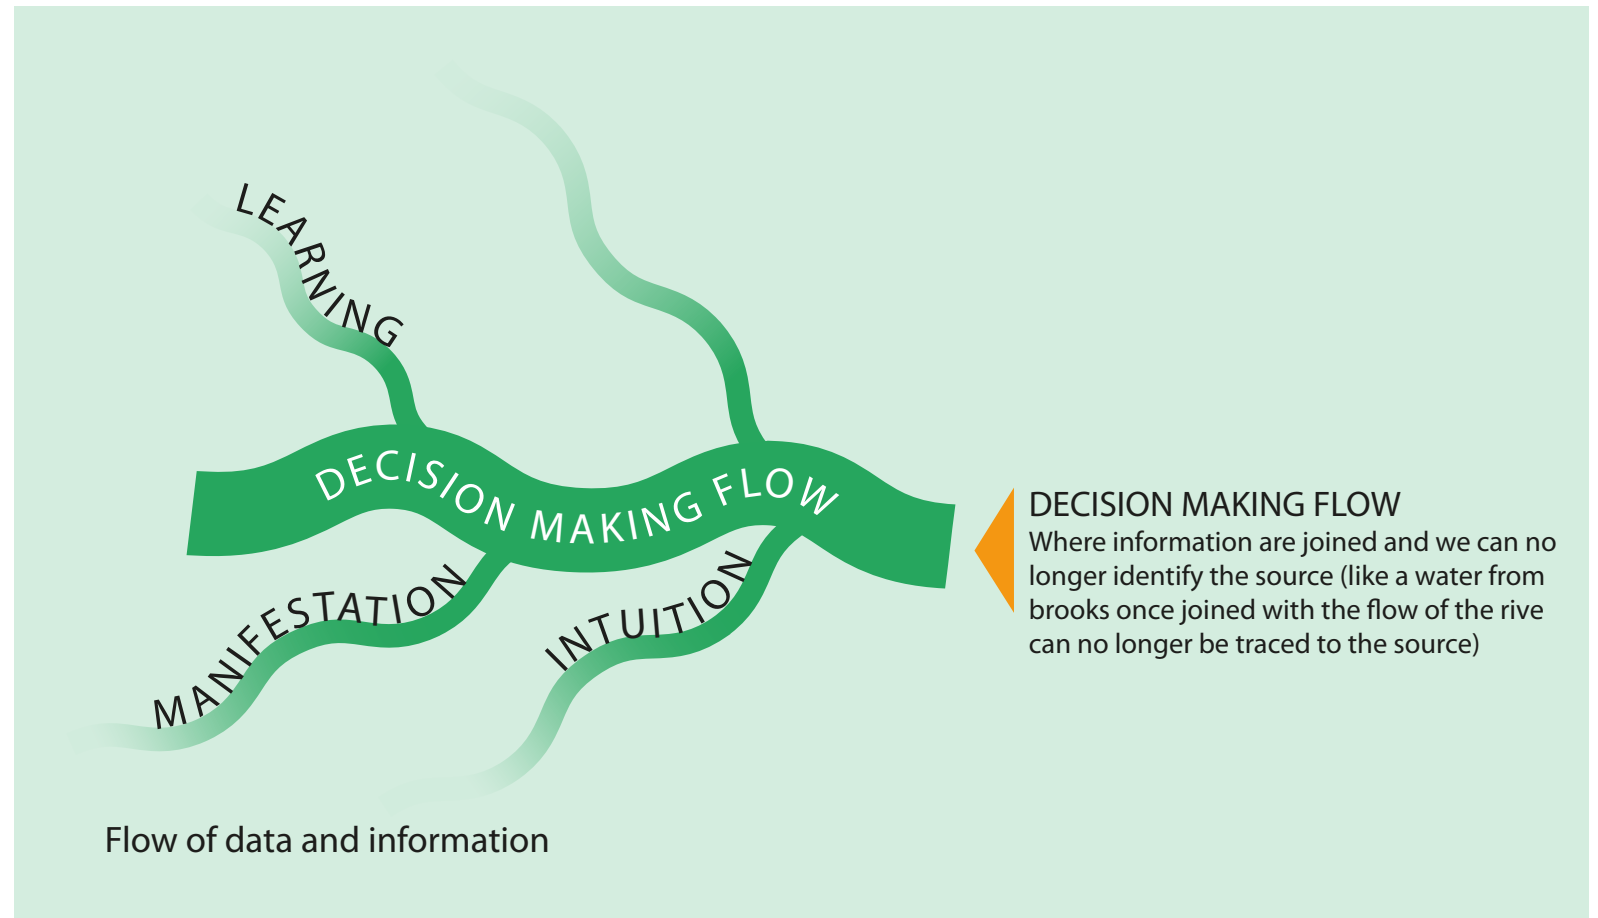 LEARNING
DECISION MAKING FLOW
MANIFESTATION
INTUITION
DECISION MAKING FLOW
Where information are joined and we can no
longer identify the source (like a water from
brooks once joined with the flow of the rive
can no longer be traced to the source)
Flow of data and information